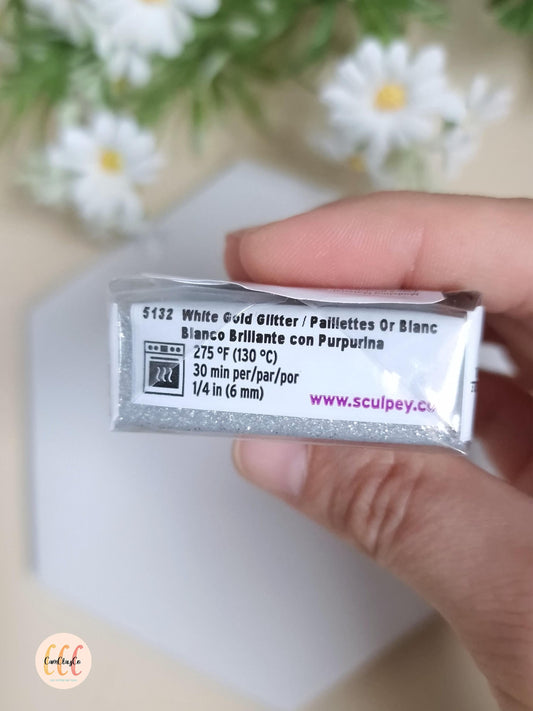 5132 White Gold Glitter / Paillettes Or Blanc
Blanco Brillante con Purpurina
275 °F (130 °C)
30 min per/par/por
1/4 in (6 mm)
www.sculpey.co
CCC